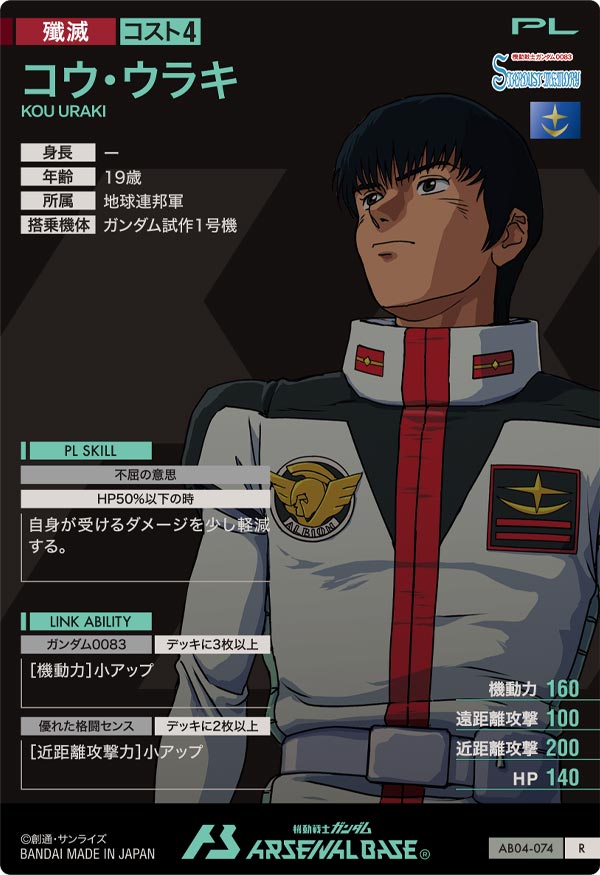 殲滅 コスト4
PL
コウ・ウラキ
KOU URAKI
機動戦士ガンダム0083
STARDUST MEMORY
身長 ー
年齢 19歳
所属 地球連邦軍
搭乗機体 ガンダム試作1号機
ALBION
PL SKILL
不屈の意思
HP50%以下の時
自身が受けるダメージを少し軽減
する。
LINK ABILITY
ガンダム0083 デッキに3枚以上
[機動力]小アップ
優れた格闘センス デッキに2枚以上
[近距離攻撃力]小アップ
機動力 160
遠距離攻撃 100
近距離攻撃 200
HP 140
©創通・サンライズ
BANDAI MADE IN JAPAN
機動戦士ガンダム
AB ARSENAL BASE®
AB04-074 R